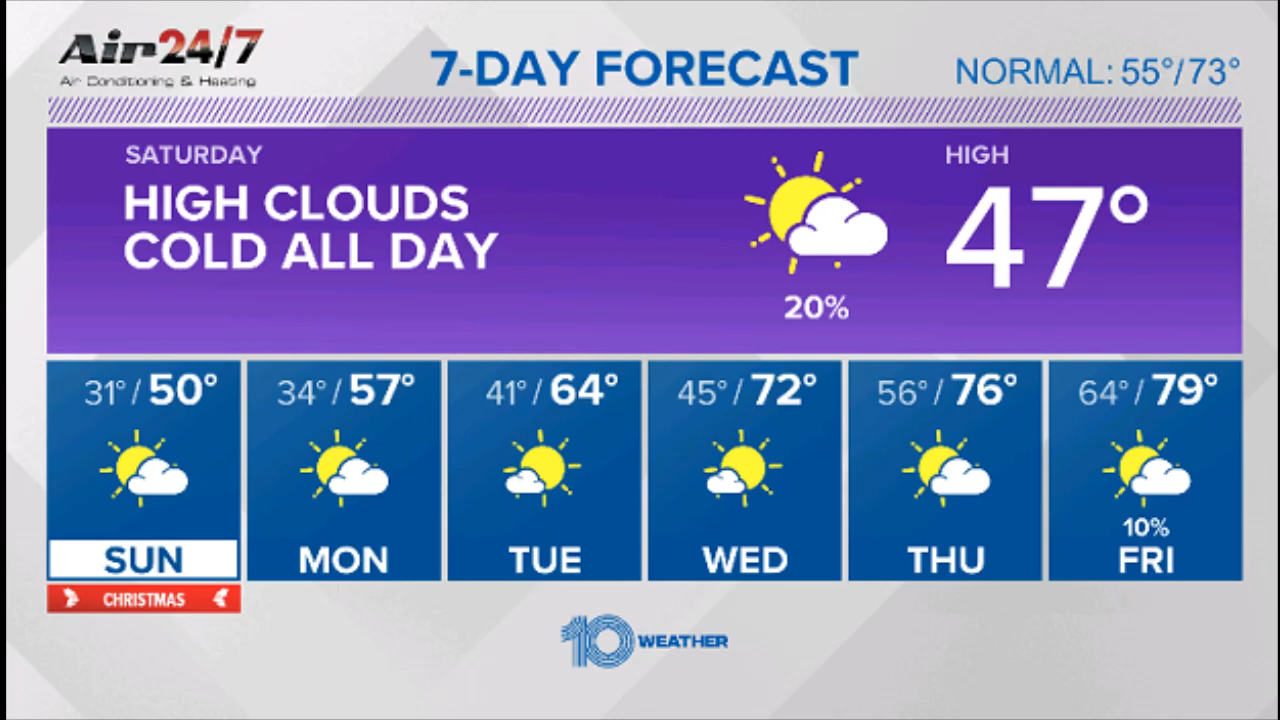 Air24/7
Air Conditioning & Heating
7-DAY FORECAST
NORMAL: 55°/73°
SATURDAY
HIGH CLOUDS
COLD ALL DAY
20%
HIGH
47°
31°/50°
SUN
CHRISTMAS
34°/57°
MON
41°/64°
TUE
45°/72°
WED
56°/76°
THU
64°/79°
10%
FRI
10 WEATHER